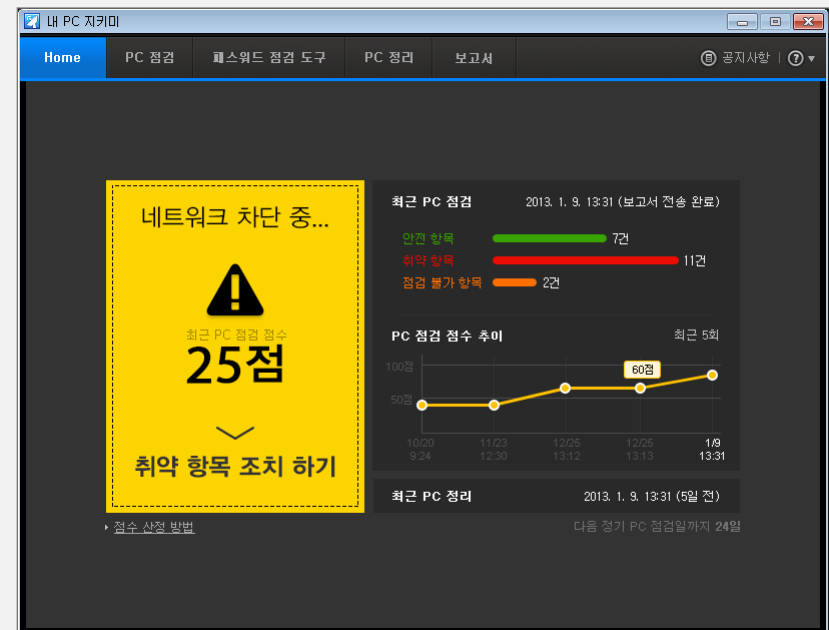 내 PC 지키미
Home PC 점검 패스워드 점검 도구 PC 정리 보고서 공지사항 | ?
네트워크 차단 중...
최근 PC 점검 점수
25점
취약 항목 조치 하기
점수 산정 방법
최근 PC 점검 2013. 1. 9. 13:31 (보고서 전송 완료)
안전 항목 7건
취약 항목 11건
점검 불가 항목 2건
PC 점검 점수 추이 최근 5회
100점
60점
50점
10/20 11/23 12/25 12/25 1/9
9:24 12:30 13:12 13:13 13:31
최근 PC 정리 2013. 1. 9. 13:31 (5일 전)
다음 정기 PC 점검일까지 24일